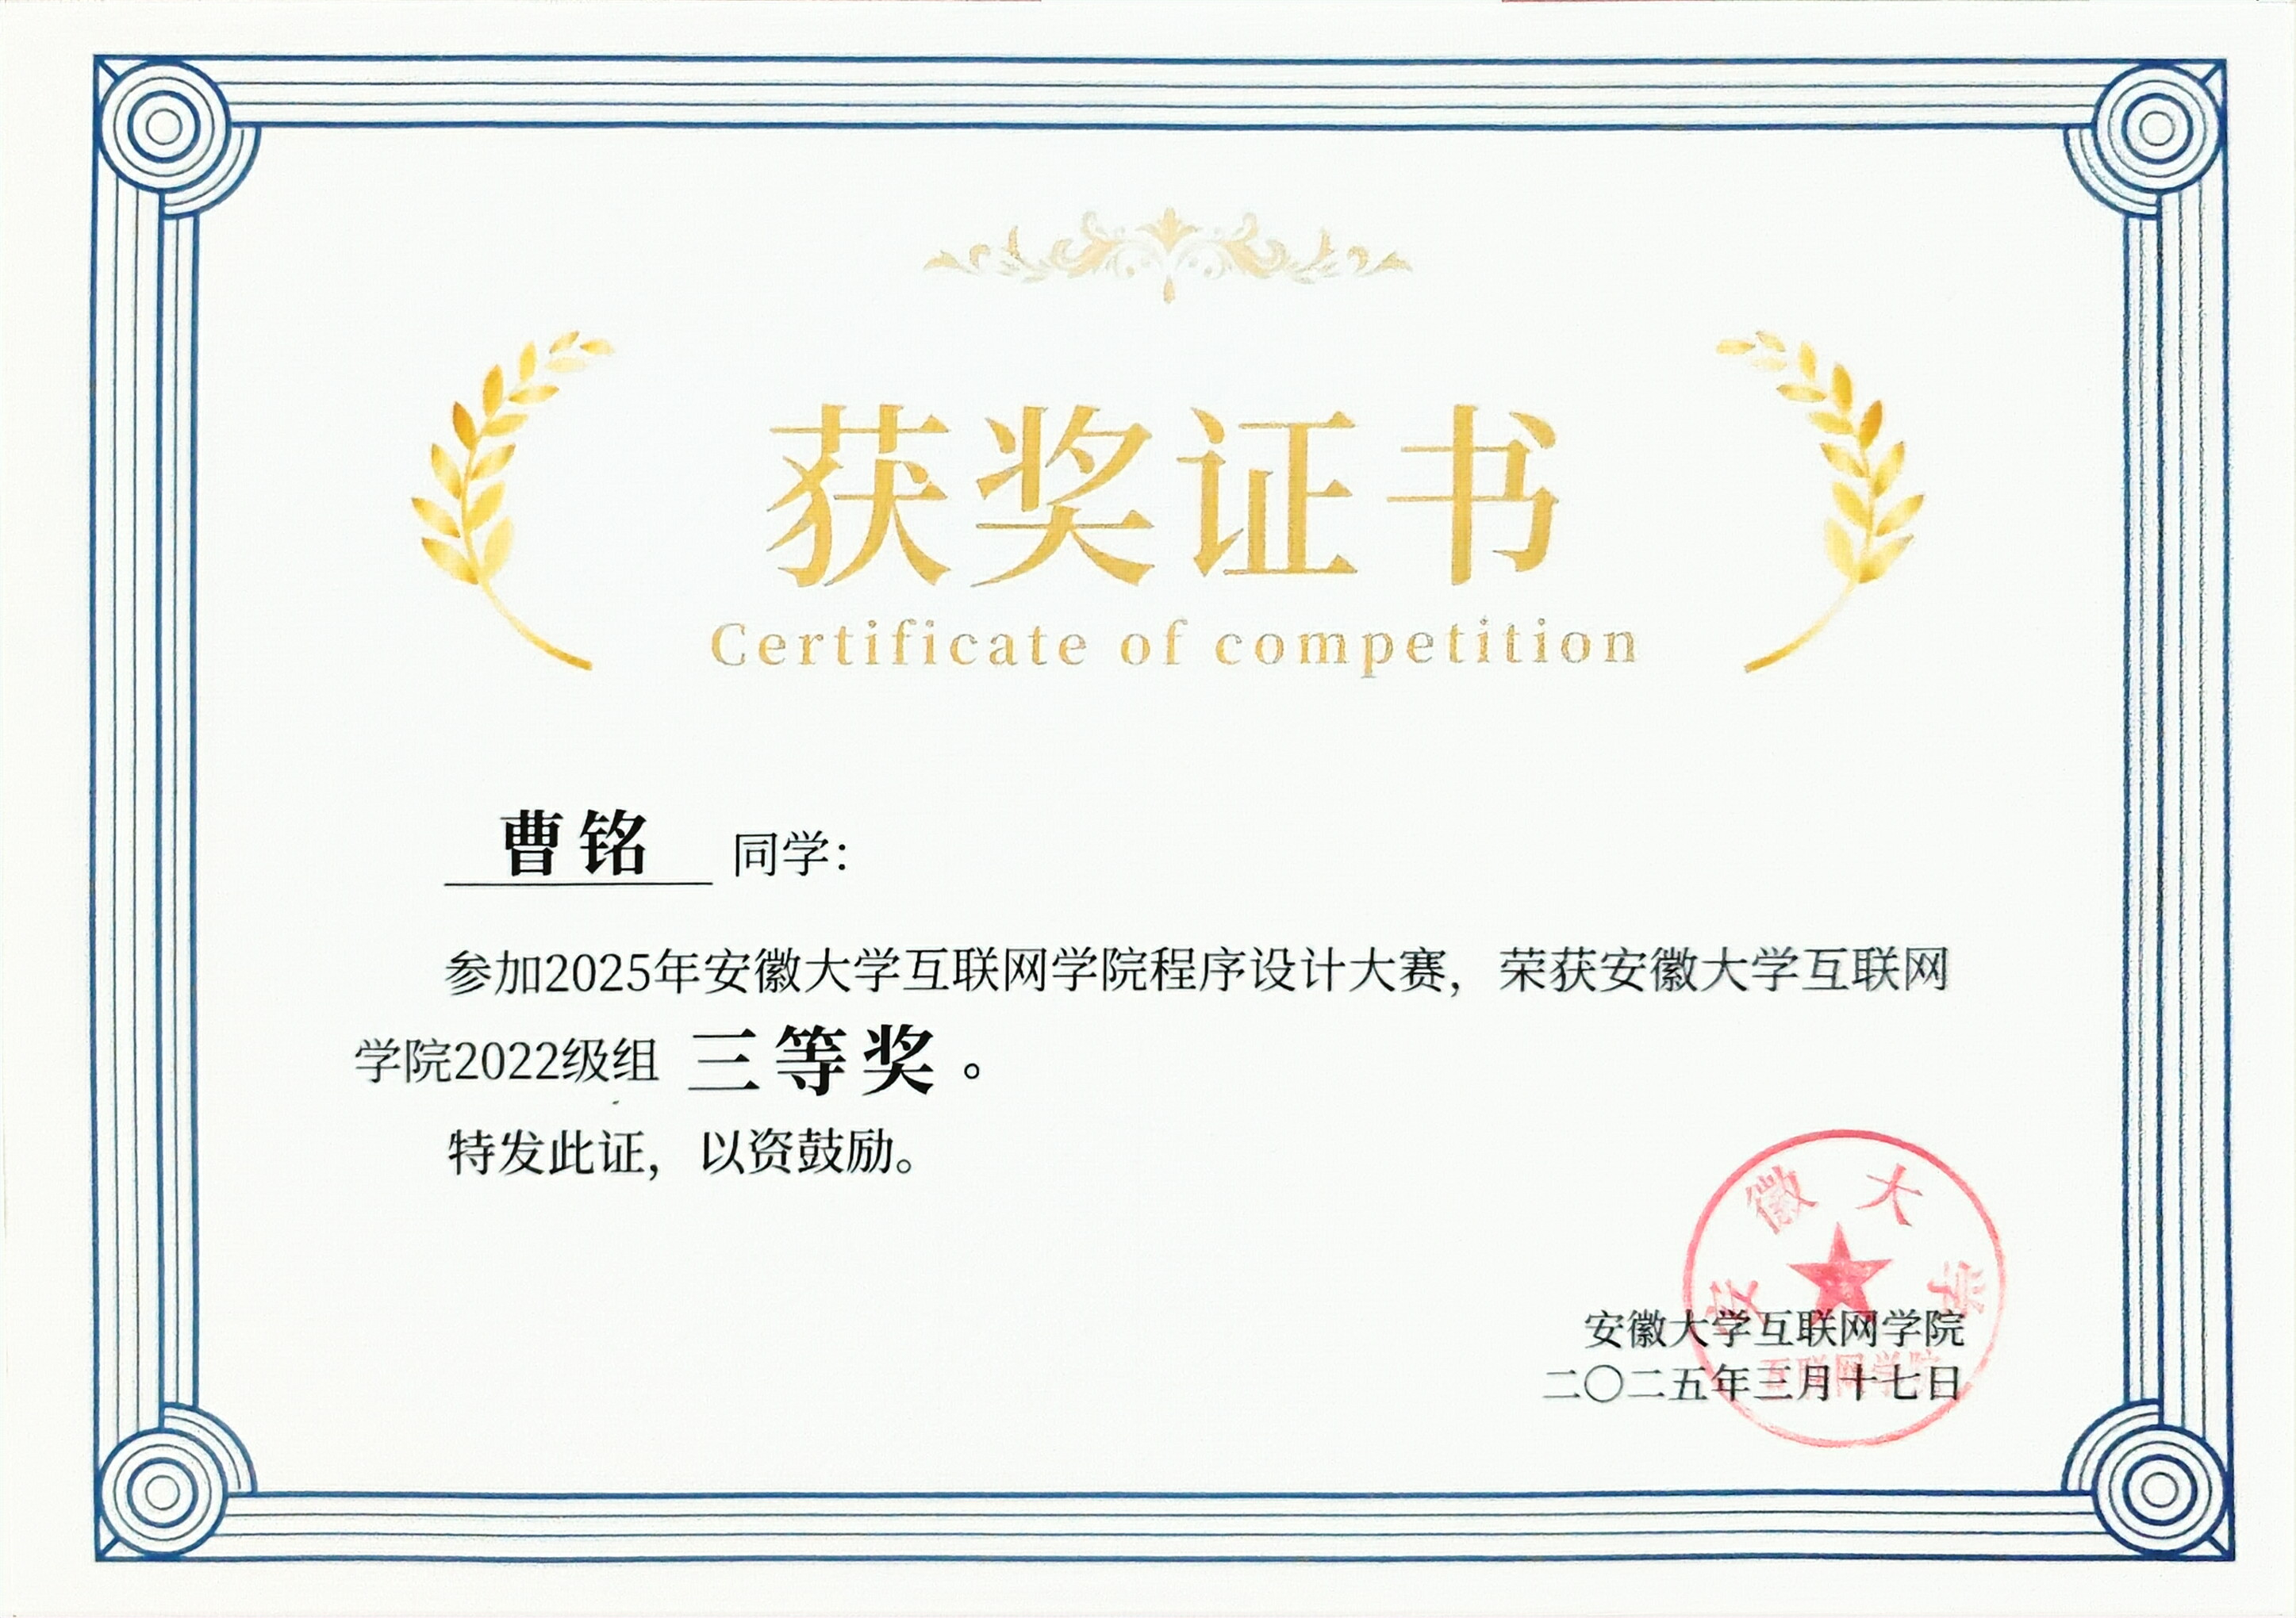 获奖证书
Certificate of competition
曹铭 同学：
参加2025年安徽大学互联网学院程序设计大赛，荣获安徽大学互联网
学院2022级组 三等奖。
特发此证，以资鼓励。
安徽大学
互联网学院
安徽大学互联网学院
二〇二五年三月十七日